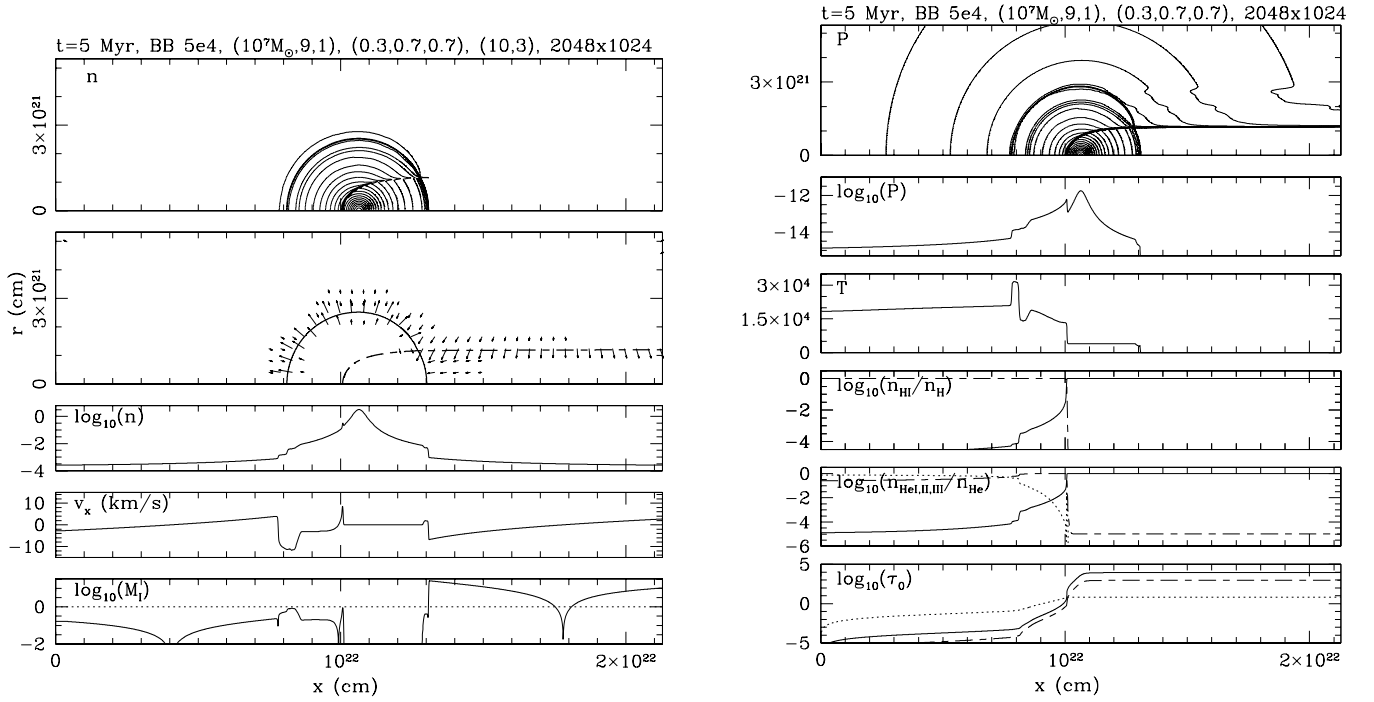 t=5 Myr, BB 5e4, (10⁷M☉,9,1), (0.3,0.7,0.7), (10,3), 2048x1024
n
3×10²¹
0
r (cm)
3×10²¹
0
log₁₀(n)
0
−2
−4
vₓ (km/s)
10
0
−10
log₁₀(M_I)
0
−2
0
10²²
2×10²²
x (cm)
t=5 Myr, BB 5e4, (10⁷M☉,9,1), (0.3,0.7,0.7), (10,3), 2048x1024
P
3×10²¹
0
log₁₀(P)
−12
−14
T
3×10⁴
1.5×10⁴
0
log₁₀(n_HI/n_H)
0
−2
−4
log₁₀(n_HeI,II,III/n_He)
0
−2
−4
−6
log₁₀(τ₀)
5
0
−5
0
10²²
2×10²²
x (cm)